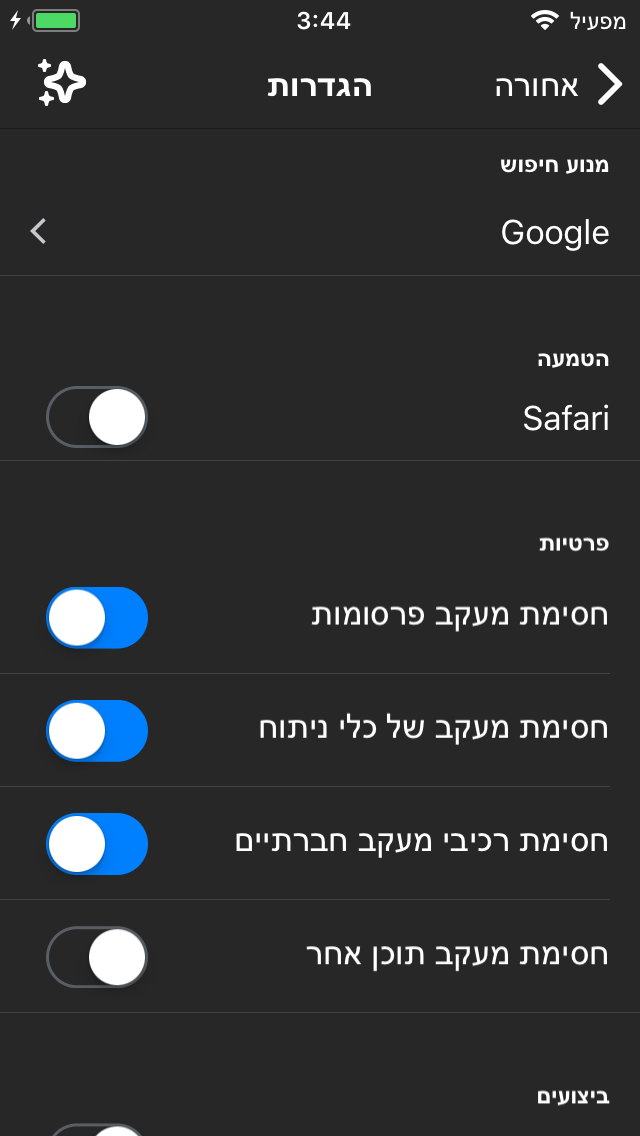 מפעיל 3:44
אחורה הגדרות
מנוע חיפוש
Google
הטמעה
Safari
פרטיות
חסימת מעקב פרסומות
חסימת מעקב של כלי ניתוח
חסימת רכיבי מעקב חברתיים
חסימת מעקב תוכן אחר
ביצועים